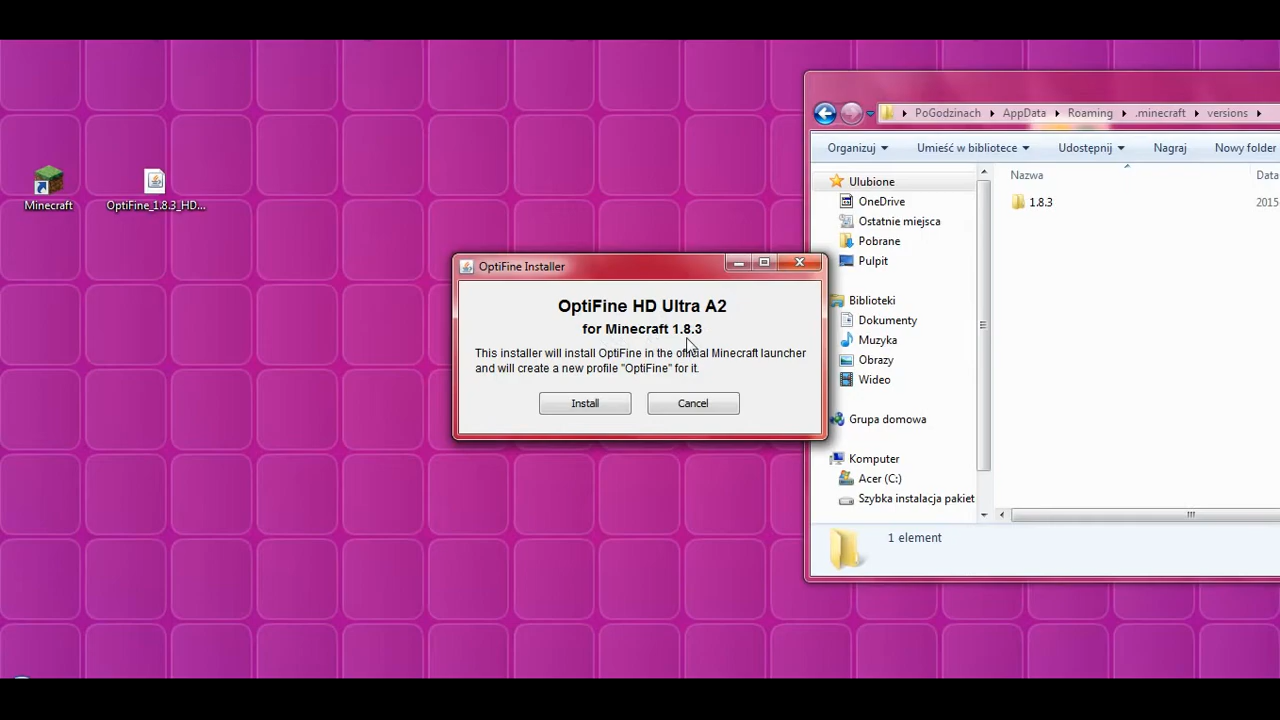 Minecraft
OptiFine_1.8.3_HD...
OptiFine Installer
OptiFine HD Ultra A2
for Minecraft 1.8.3
This installer will install OptiFine in the official Minecraft launcher
and will create a new profile "OptiFine" for it.
Install
Cancel
PoGodzinach
AppData
Roaming
.minecraft
versions
Organizuj
Umieść w bibliotece
Udostępnij
Nagraj
New folder
Ulubione
OneDrive
Ostatnie miejsca
Pobrane
Pulpit
Biblioteki
Dokumenty
Muzyka
Obrazy
Wideo
Grupa domowa
Komputer
Acer (C:)
Szybka instalacja pakiet
Nazwa
Data
1.8.3
2015
1 element